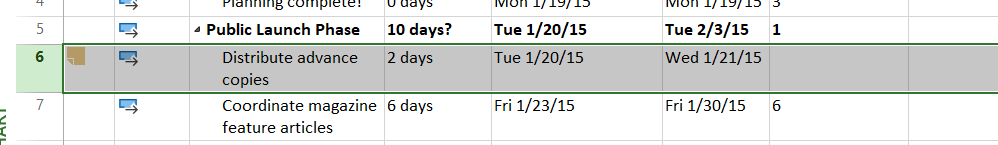 4 Planning complete! 0 days Mon 1/19/15 Mon 1/19/15 3
5 Public Launch Phase 10 days? Tue 1/20/15 Tue 2/3/15 1
6 Distribute advance 2 days Tue 1/20/15 Wed 1/21/15
copies
7 Coordinate magazine 6 days Fri 1/23/15 Fri 1/30/15 6
feature articles